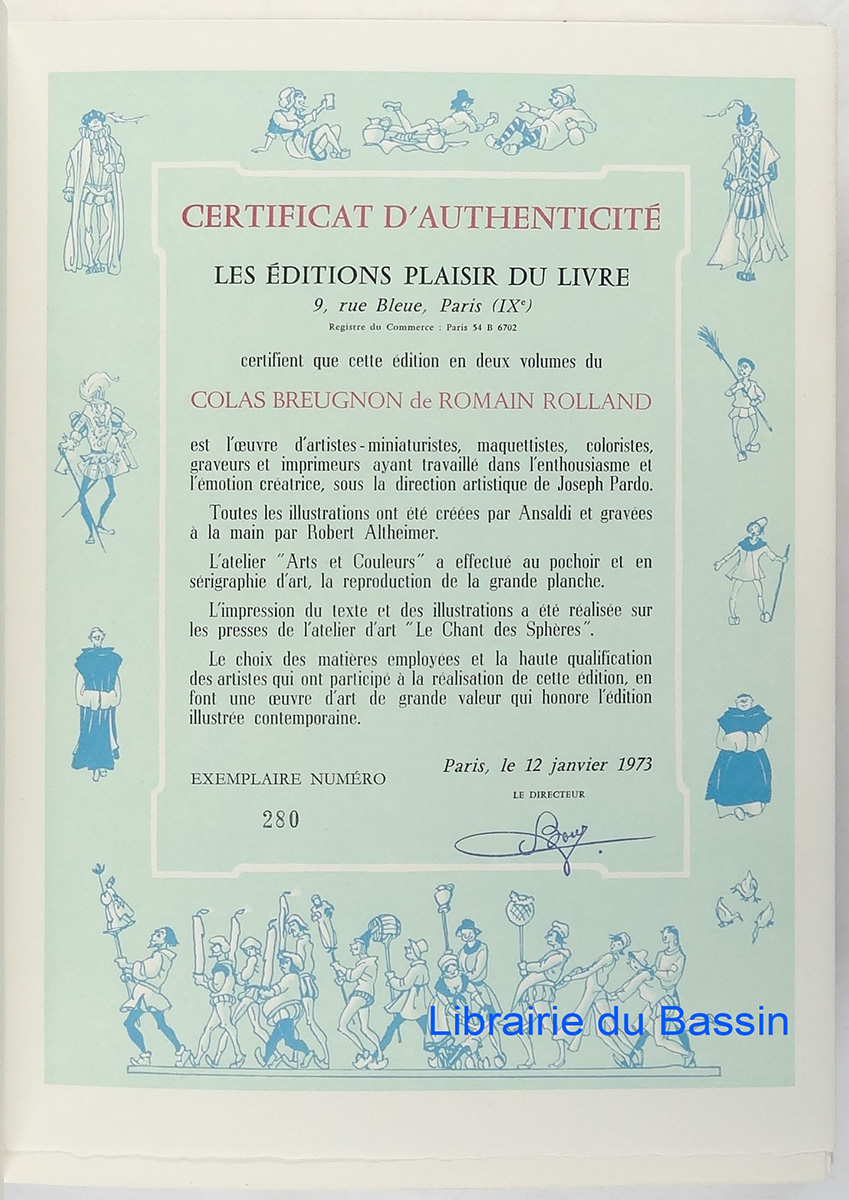 CERTIFICAT D'AUTHENTICITÉ
LES ÉDITIONS PLAISIR DU LIVRE
9, rue Bleue, Paris (IXe)
Registre du Commerce : Paris 54 B 6702
certifient que cette édition en deux volumes du
COLAS BREUGNON de ROMAIN ROLLAND
est l'œuvre d'artistes-miniaturistes, maquettistes, coloristes,
graveurs et imprimeurs ayant travaillé dans l'enthousiasme et
l'émotion créatrice, sous la direction artistique de Joseph Pardo.
Toutes les illustrations ont été créées par Ansaldi et gravées
à la main par Robert Altheimer.
L'atelier "Arts et Couleurs" a effectué au pochoir et en
sérigraphie d'art, la reproduction de la grande planche.
L'impression du texte et des illustrations a été réalisée sur
les presses de l'atelier d'art "Le Chant des Sphères".
Le choix des matières employées et la haute qualification
des artistes qui ont participé à la réalisation de cette édition, en
font une œuvre d'art de grande valeur qui honore l'édition
illustrée contemporaine.
Paris, le 12 janvier 1973
EXEMPLAIRE NUMÉRO
LE DIRECTEUR
280
Librairie du Bassin